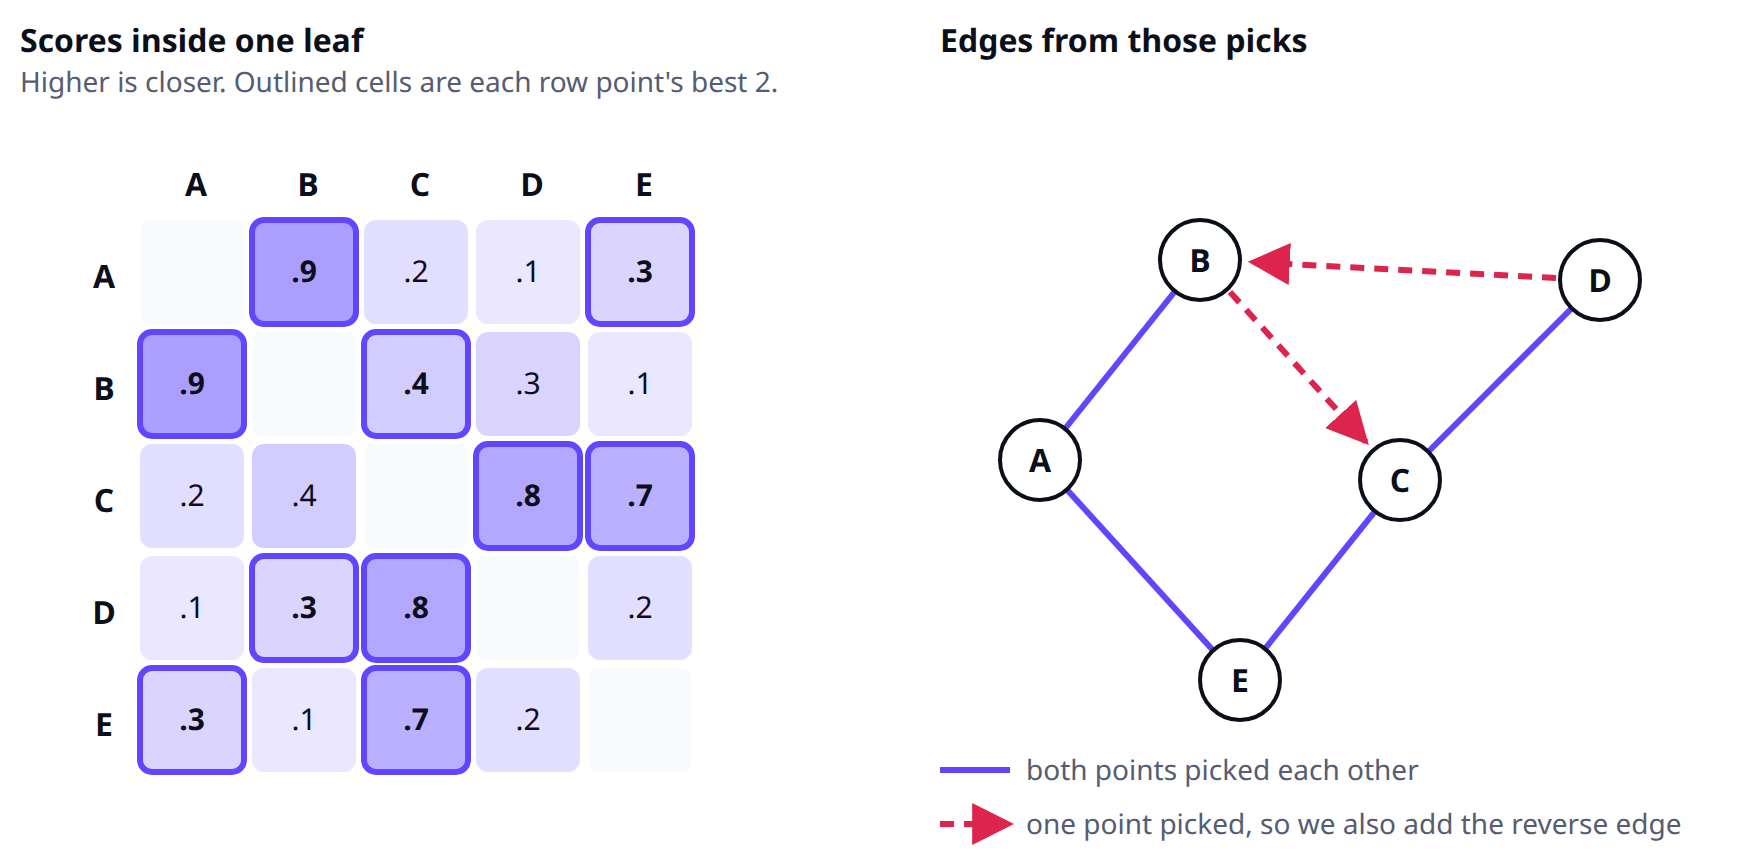 Scores inside one leaf
Higher is closer. Outlined cells are each row point's best 2.
A B C D E
A .9 .2 .1 .3
B .9 .4 .3 .1
C .2 .4 .8 .7
D .1 .3 .8 .2
E .3 .1 .7 .2
Edges from those picks
B
D
A
C
E
both points picked each other
one point picked, so we also add the reverse edge